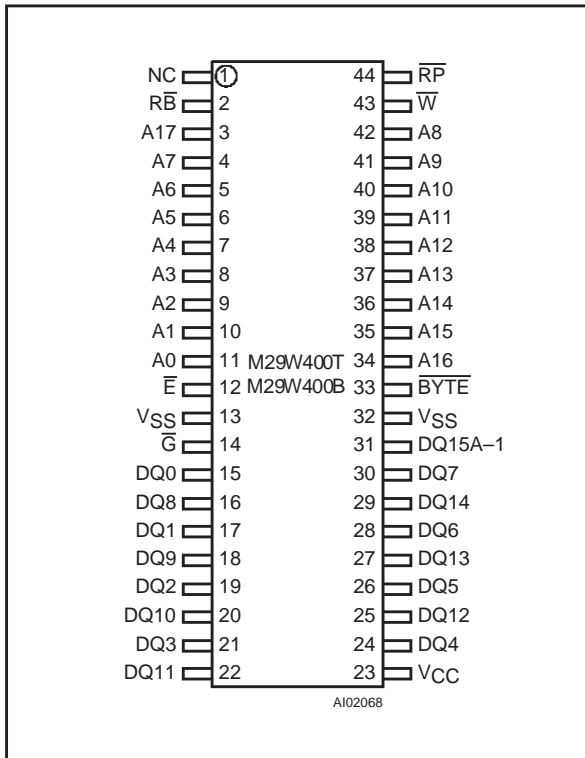 NC 1 44 R̅P̅
RB̅ 2 43 W̅
A17 3 42 A8
A7 4 41 A9
A6 5 40 A10
A5 6 39 A11
A4 7 38 A12
A3 8 37 A13
A2 9 36 A14
A1 10 35 A15
A0 11 M29W400T 34 A16
E̅ 12 M29W400B 33 B̅Y̅T̅E̅
VSS 13 32 VSS
G̅ 14 31 DQ15A–1
DQ0 15 30 DQ7
DQ8 16 29 DQ14
DQ1 17 28 DQ6
DQ9 18 27 DQ13
DQ2 19 26 DQ5
DQ10 20 25 DQ12
DQ3 21 24 DQ4
DQ11 22 23 VCC
AI02068